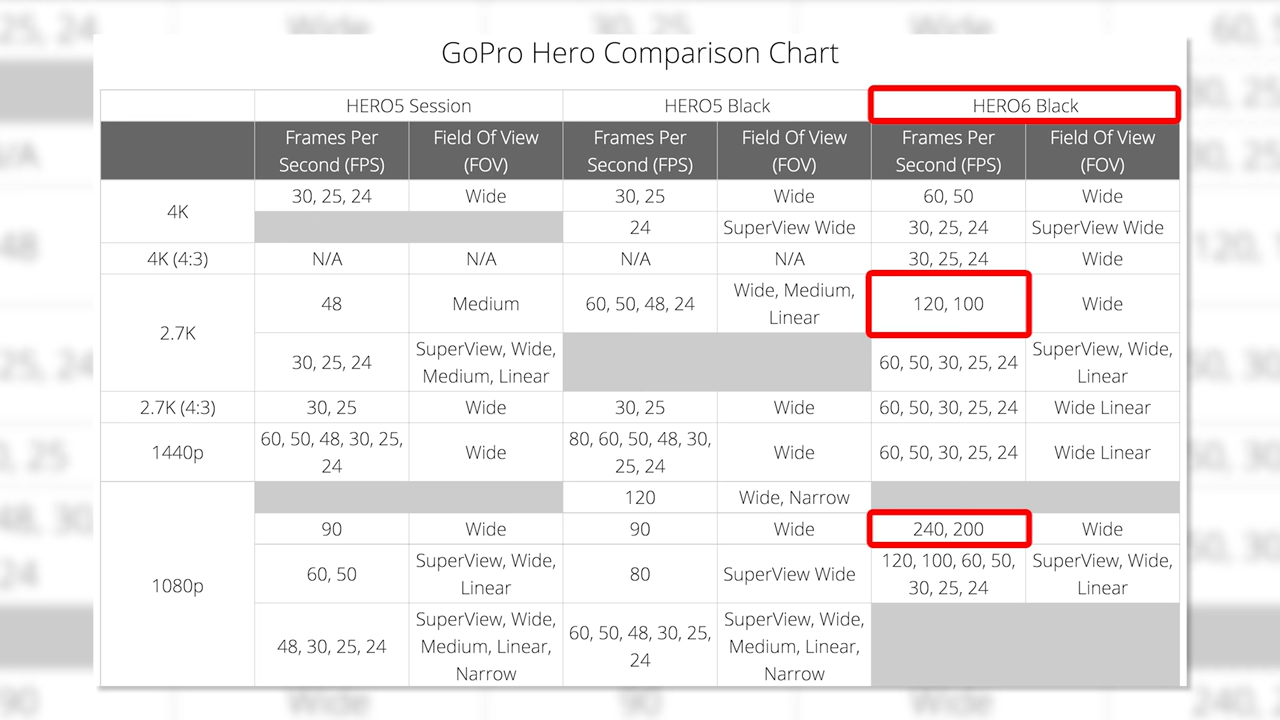 GoPro Hero Comparison Chart
HERO5 Session HERO5 Black HERO6 Black
Frames Per Second (FPS) Field Of View (FOV) Frames Per Second (FPS) Field Of View (FOV) Frames Per Second (FPS) Field Of View (FOV)
4K 30, 25, 24 Wide 30, 25 Wide 60, 50 Wide
24 SuperView Wide 30, 25, 24 SuperView Wide
4K (4:3) N/A N/A N/A N/A 30, 25, 24 Wide
2.7K 48 Medium 60, 50, 48, 24 Wide, Medium, Linear 120, 100 Wide
30, 25, 24 SuperView, Wide, Medium, Linear 60, 50, 30, 25, 24 SuperView, Wide, Linear
2.7K (4:3) 30, 25 Wide 30, 25 Wide 60, 50, 30, 25, 24 Wide Linear
1440p 60, 50, 48, 30, 25, 24 Wide 80, 60, 50, 48, 30, 25, 24 Wide 60, 50, 30, 25, 24 Wide Linear
1080p 120 Wide, Narrow
90 Wide 90 Wide 240, 200 Wide
60, 50 SuperView, Wide, Linear 80 SuperView Wide 120, 100, 60, 50, 30, 25, 24 SuperView, Wide, Linear
48, 30, 25, 24 SuperView, Wide, Medium, Linear, Narrow 60, 50, 48, 30, 25, 24 SuperView, Wide, Medium, Linear, Narrow